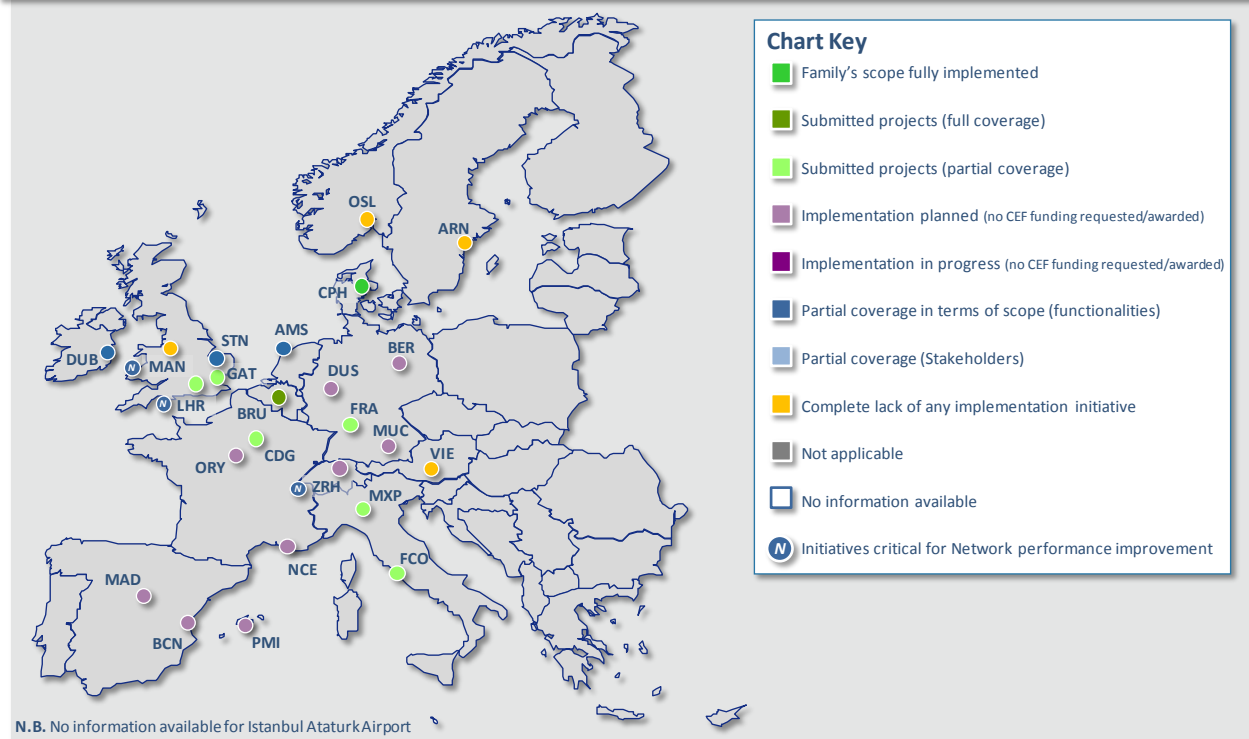 Chart Key
Family's scope fully implemented
Submitted projects (full coverage)
Submitted projects (partial coverage)
Implementation planned (no CEF funding requested/awarded)
Implementation in progress (no CEF funding requested/awarded)
Partial coverage in terms of scope (functionalities)
Partial coverage (Stakeholders)
Complete lack of any implementation initiative
Not applicable
No information available
N Initiatives critical for Network performance improvement
OSL
ARN
CPH
STN
AMS
BER
DUB
N
MAN
GAT
DUS
N
LHR
BRU
FRA
MUC
ORY
CDG
VIE
N
ZRH
MXP
NCE
FCO
MAD
BCN
PMI
N.B. No information available for Istanbul Ataturk Airport